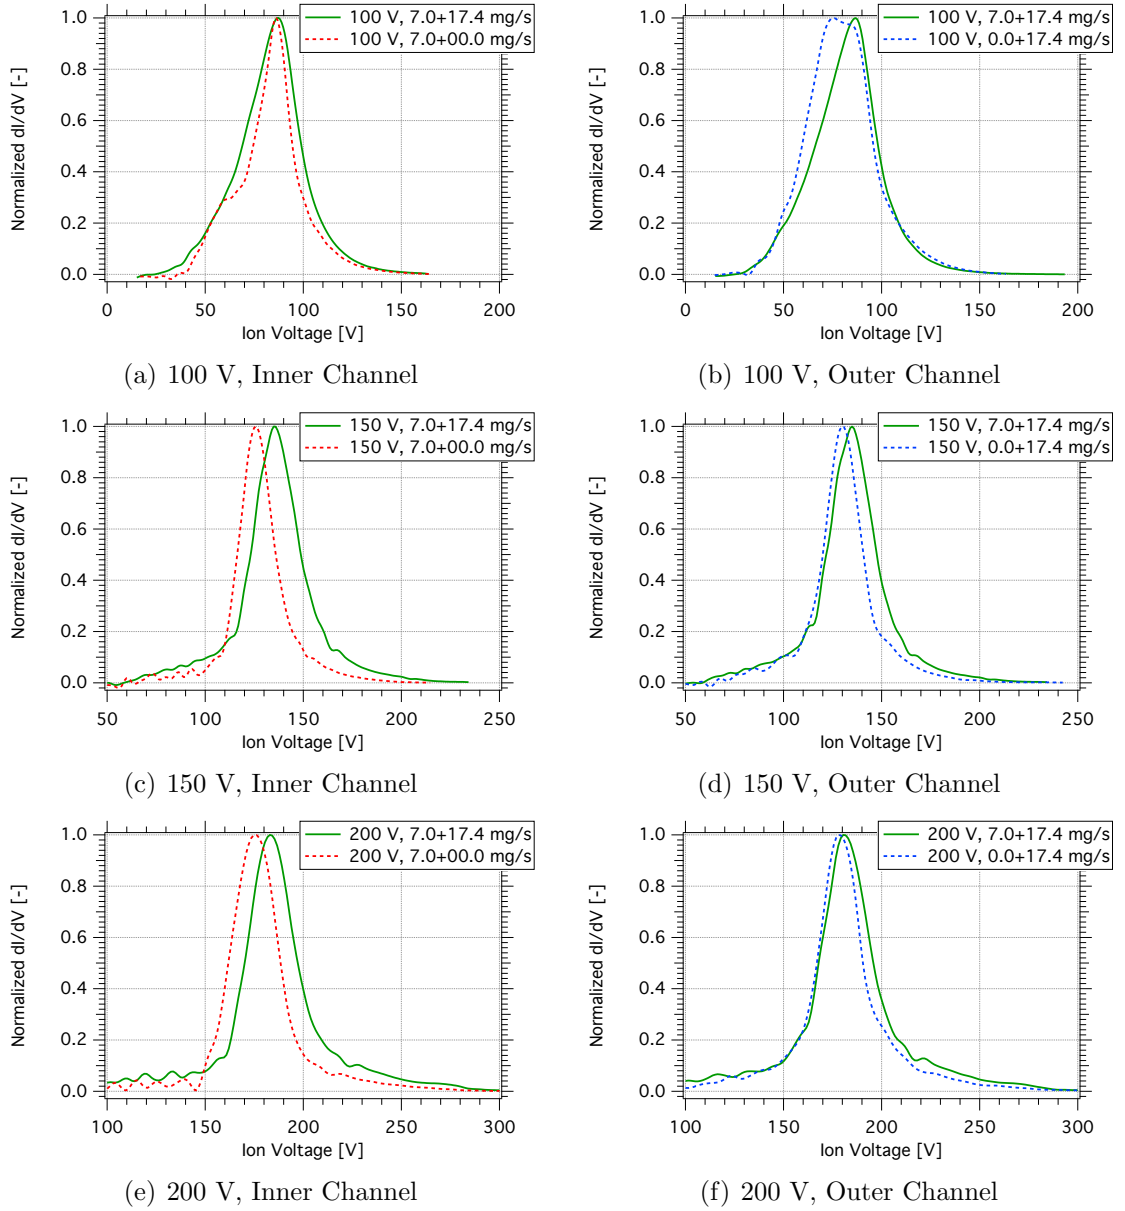 100 V, 7.0+17.4 mg/s
100 V, 7.0+00.0 mg/s
Normalized dI/dV [-]
1.0
0.8
0.6
0.4
0.2
0.0
0 50 100 150 200
Ion Voltage [V]
(a) 100 V, Inner Channel
100 V, 7.0+17.4 mg/s
100 V, 0.0+17.4 mg/s
Normalized dI/dV [-]
1.0
0.8
0.6
0.4
0.2
0.0
0 50 100 150 200
Ion Voltage [V]
(b) 100 V, Outer Channel
150 V, 7.0+17.4 mg/s
150 V, 7.0+00.0 mg/s
Normalized dI/dV [-]
1.0
0.8
0.6
0.4
0.2
0.0
50 100 150 200 250
Ion Voltage [V]
(c) 150 V, Inner Channel
150 V, 7.0+17.4 mg/s
150 V, 0.0+17.4 mg/s
Normalized dI/dV [-]
1.0
0.8
0.6
0.4
0.2
0.0
50 100 150 200 250
Ion Voltage [V]
(d) 150 V, Outer Channel
200 V, 7.0+17.4 mg/s
200 V, 7.0+00.0 mg/s
Normalized dI/dV [-]
1.0
0.8
0.6
0.4
0.2
0.0
100 150 200 250 300
Ion Voltage [V]
(e) 200 V, Inner Channel
200 V, 7.0+17.4 mg/s
200 V, 0.0+17.4 mg/s
Normalized dI/dV [-]
1.0
0.8
0.6
0.4
0.2
0.0
100 150 200 250 300
Ion Voltage [V]
(f) 200 V, Outer Channel